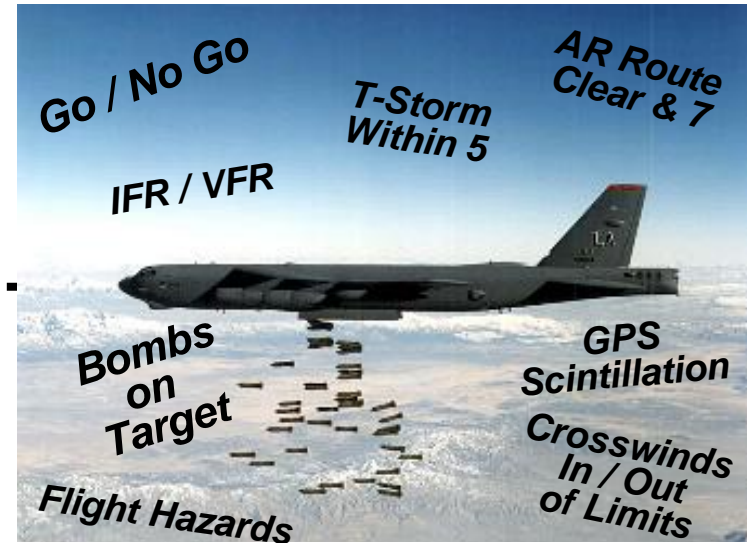 Go / No Go
AR Route
Clear & 7
T-Storm
Within 5
IFR / VFR
LA
Bombs
on
Target
GPS
Scintillation
Crosswinds
In / Out
of Limits
Flight Hazards